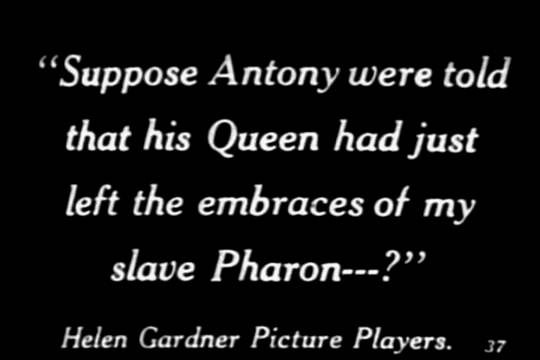 “Suppose Antony were told
that his Queen had just
left the embraces of my
slave Pharon---?”
Helen Gardner Picture Players. 37